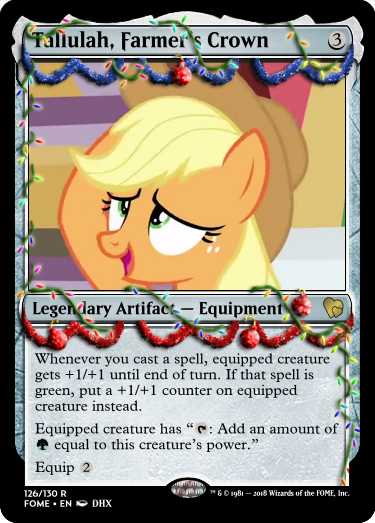 Tallulah, Farmer's Crown 3
Legendary Artifact — Equipment
Whenever you cast a spell, equipped creature
gets +1/+1 until end of turn. If that spell is
green, put a +1/+1 counter on equipped
creature instead.
Equipped creature has “: Add an amount of
equal to this creature's power.”
Equip 2
126/130 R
FOME • EN DHX
™ & © 1981 — 2018 Wizards of the FOME, Inc.